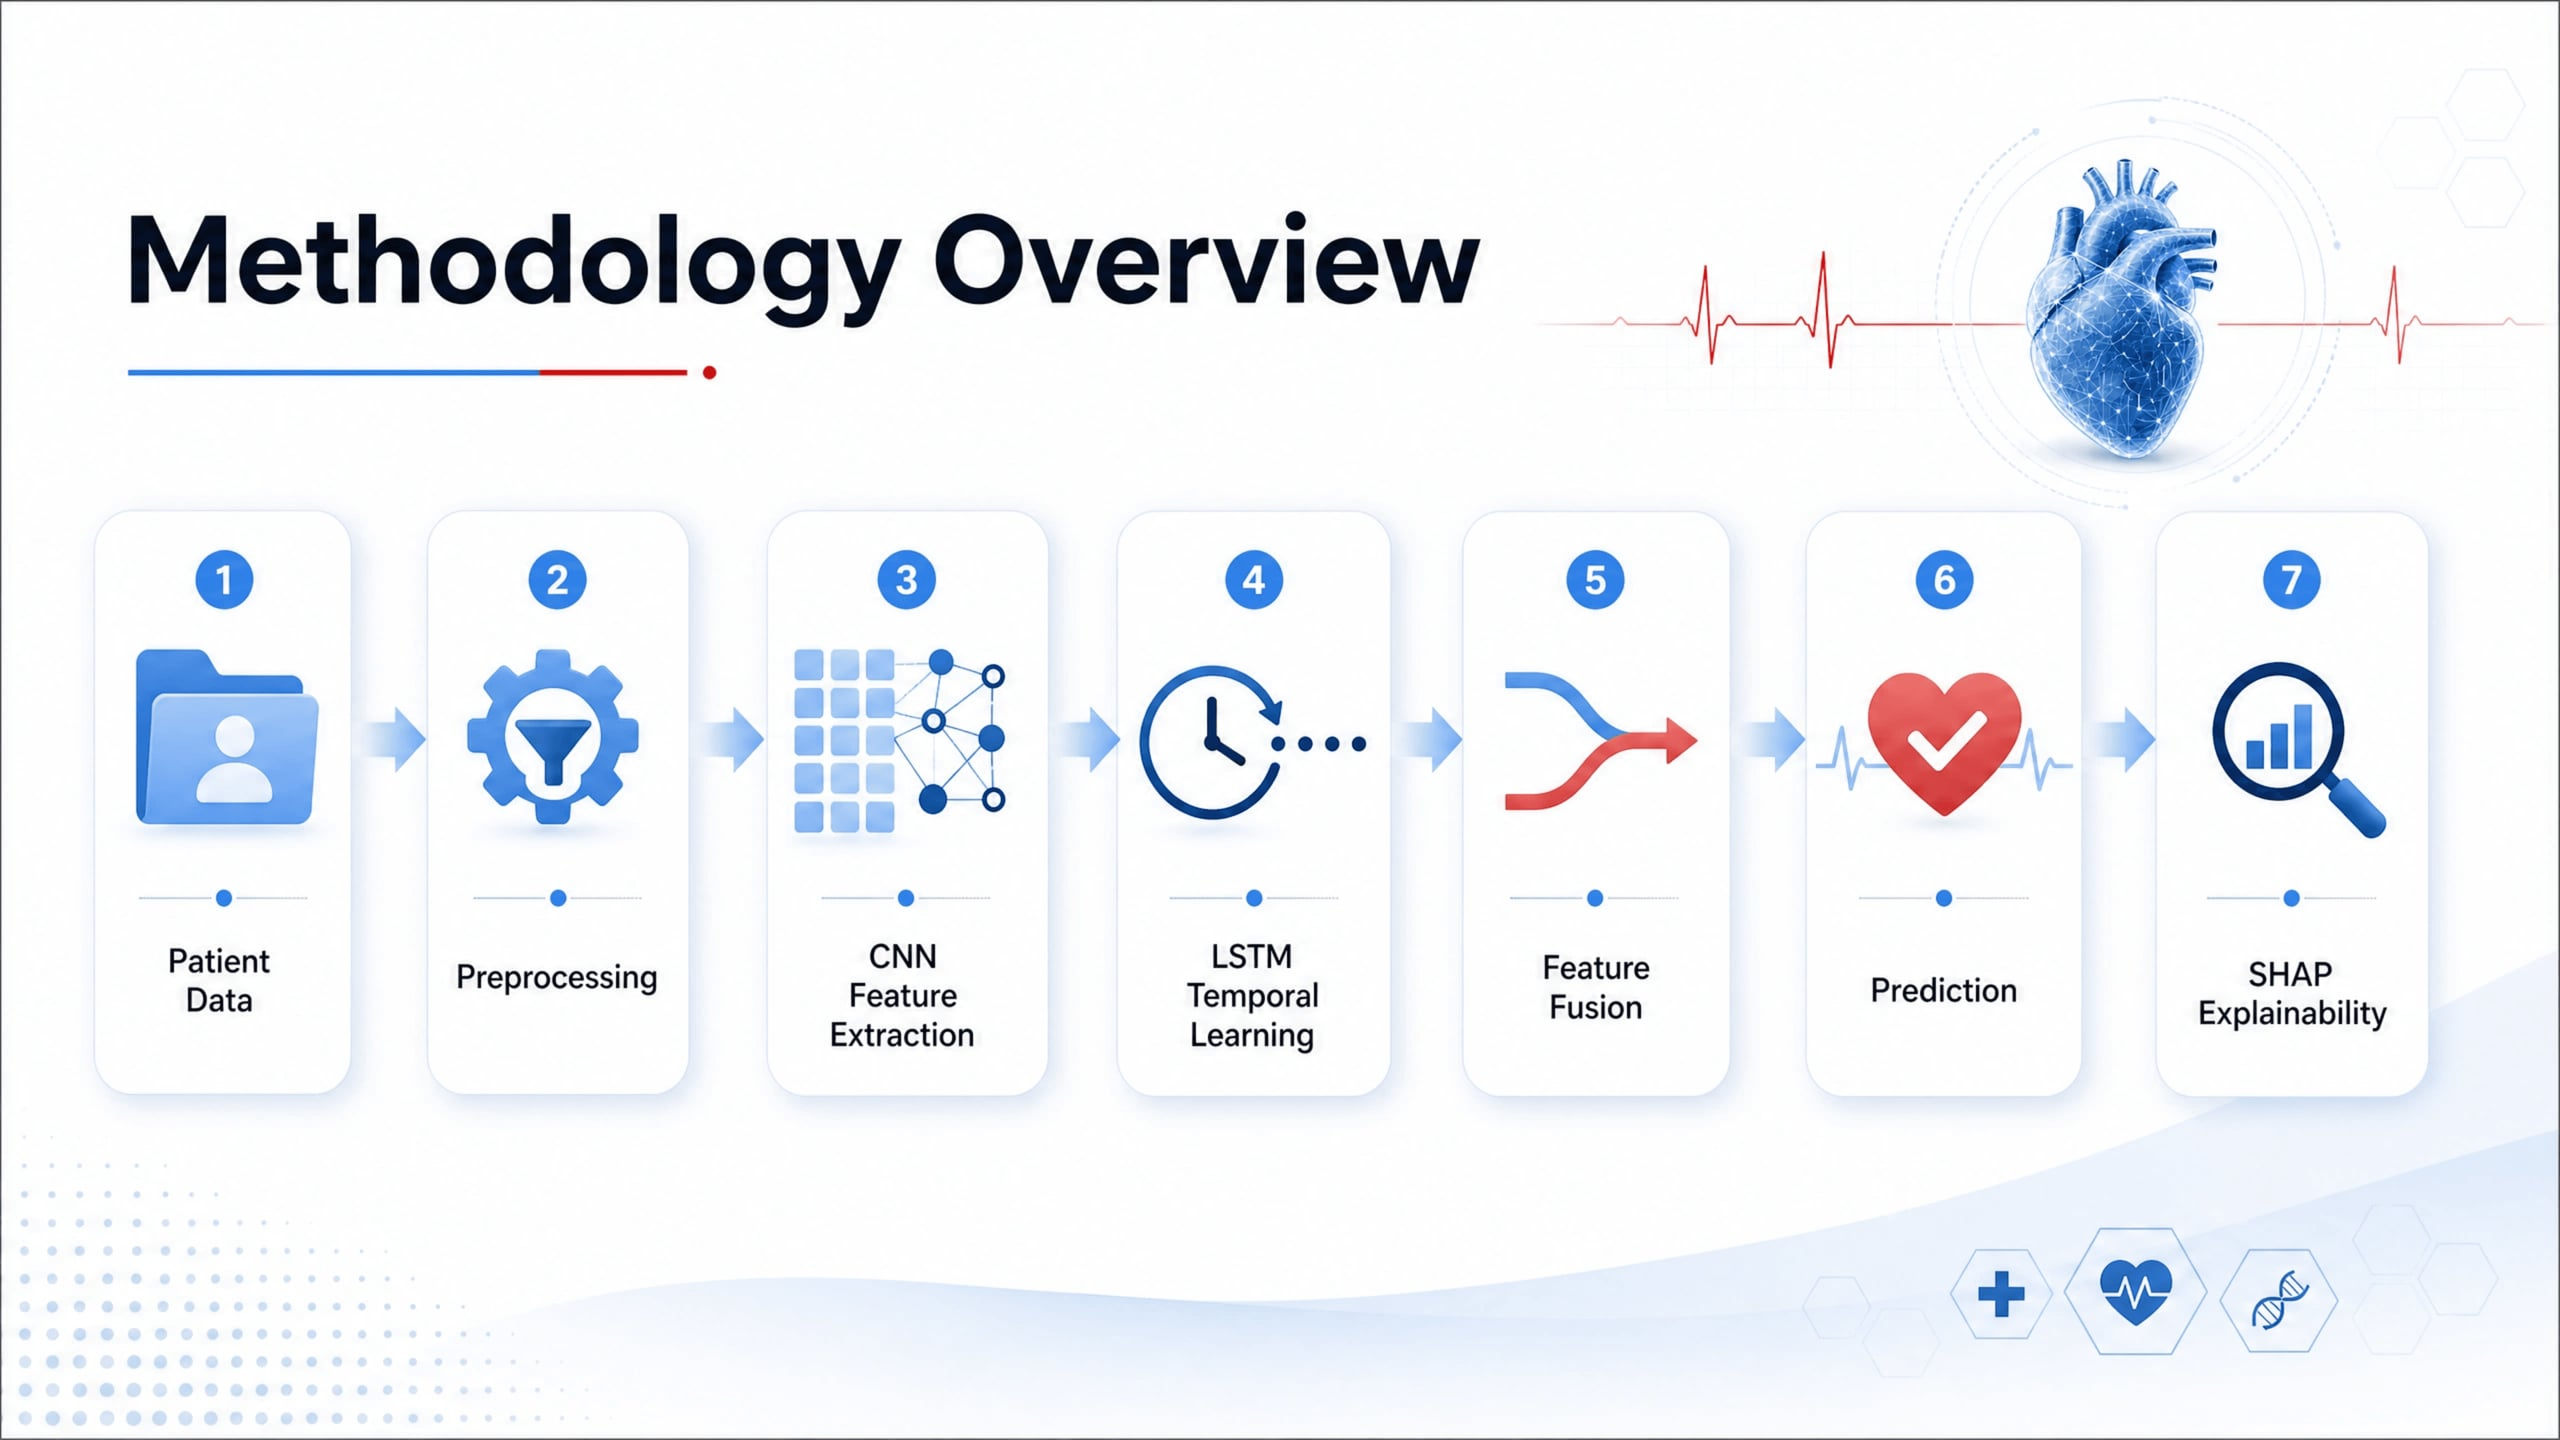 Methodology Overview
1
Patient
Data
2
Preprocessing
3
CNN
Feature
Extraction
4
LSTM
Temporal
Learning
5
Feature
Fusion
6
Prediction
7
SHAP
Explainability